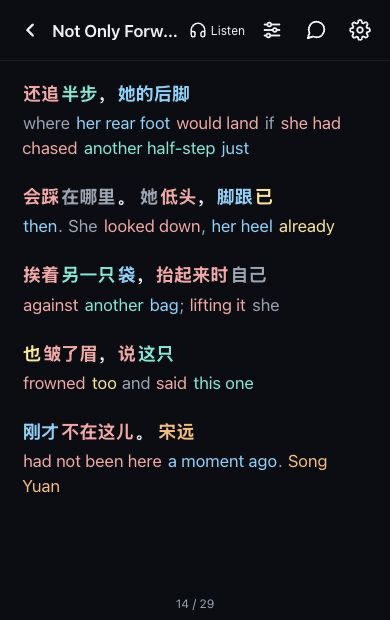 Not Only Forw... Listen
还追半步，她的后脚
where her rear foot would land if she had
chased another half-step just
会踩在哪里。她低头，脚跟已
then. She looked down, her heel already
挨着另一只袋，抬起来时自己
against another bag; lifting it she
也皱了眉，说这只
frowned too and said this one
刚才不在这儿。宋远
had not been here a moment ago. Song
Yuan
14 / 29